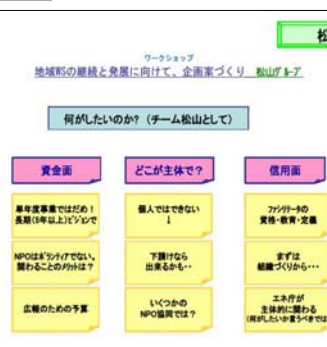 松
ワークショップ
地域WSの継続と発展に向けて、企画案づくり 松山グループ
何がしたいのか?(チーム松山として)
資金面
どこが主体で?
信用面
単年度事業ではだめ!
長期(5年以上)ビジョンで
個人ではできない
↓
ファシリテータの
資格・教育・定義
NPOはボランティアでない。
関わることのメリットは?
下請けなら
出来るかも・・
まずは
組織づくりから・・・
広報のための予算
いくつかの
NPO協同では?
エネ庁が
主体的に関わる
(何がしたいか言うべきでは